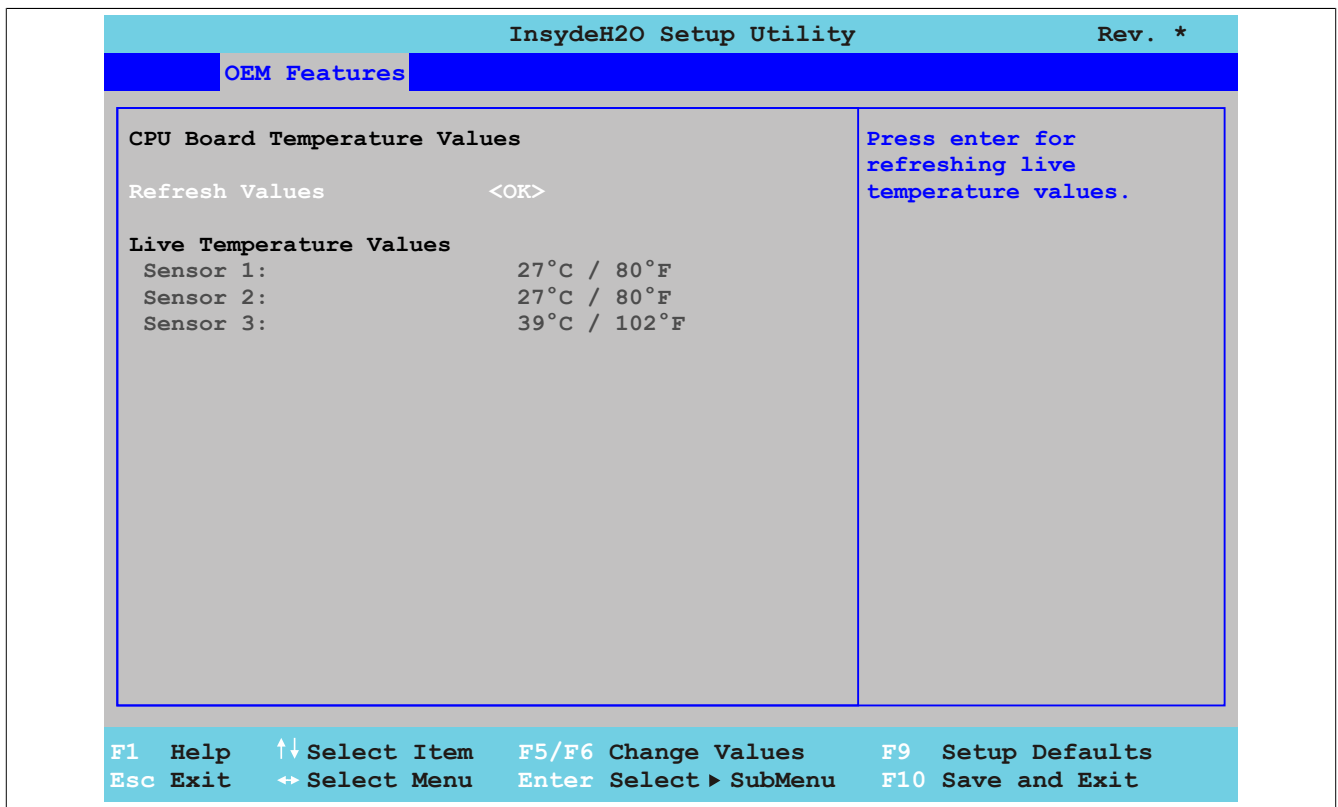 InsydeH2O Setup Utility Rev. *
OEM Features
CPU Board Temperature Values
Refresh Values <OK>
Live Temperature Values
Sensor 1: 27°C / 80°F
Sensor 2: 27°C / 80°F
Sensor 3: 39°C / 102°F
Press enter for
refreshing live
temperature values.
F1 Help ↑↓ Select Item F5/F6 Change Values F9 Setup Defaults
Esc Exit ↔ Select Menu Enter Select ▶ SubMenu F10 Save and Exit